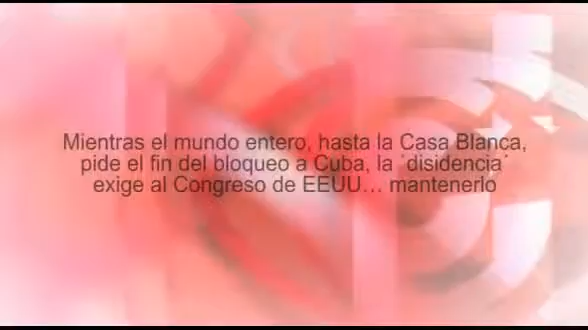 Mientras el mundo entero, hasta la Casa Blanca,
pide el fin del bloqueo a Cuba, la ´disidencia´
exige al Congreso de EEUU… mantenerlo